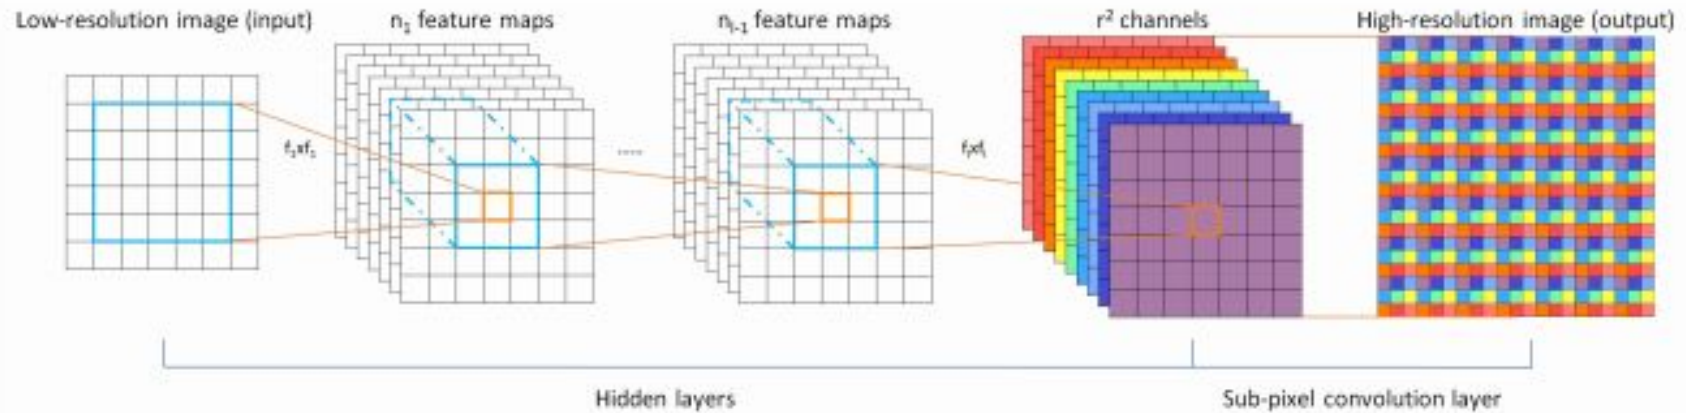 Low-resolution image (input)
n₁ feature maps
nₗ₋₁ feature maps
r² channels
High-resolution image (output)
f₁xf₁
.....
fₗxfₗ
Hidden layers
Sub-pixel convolution layer